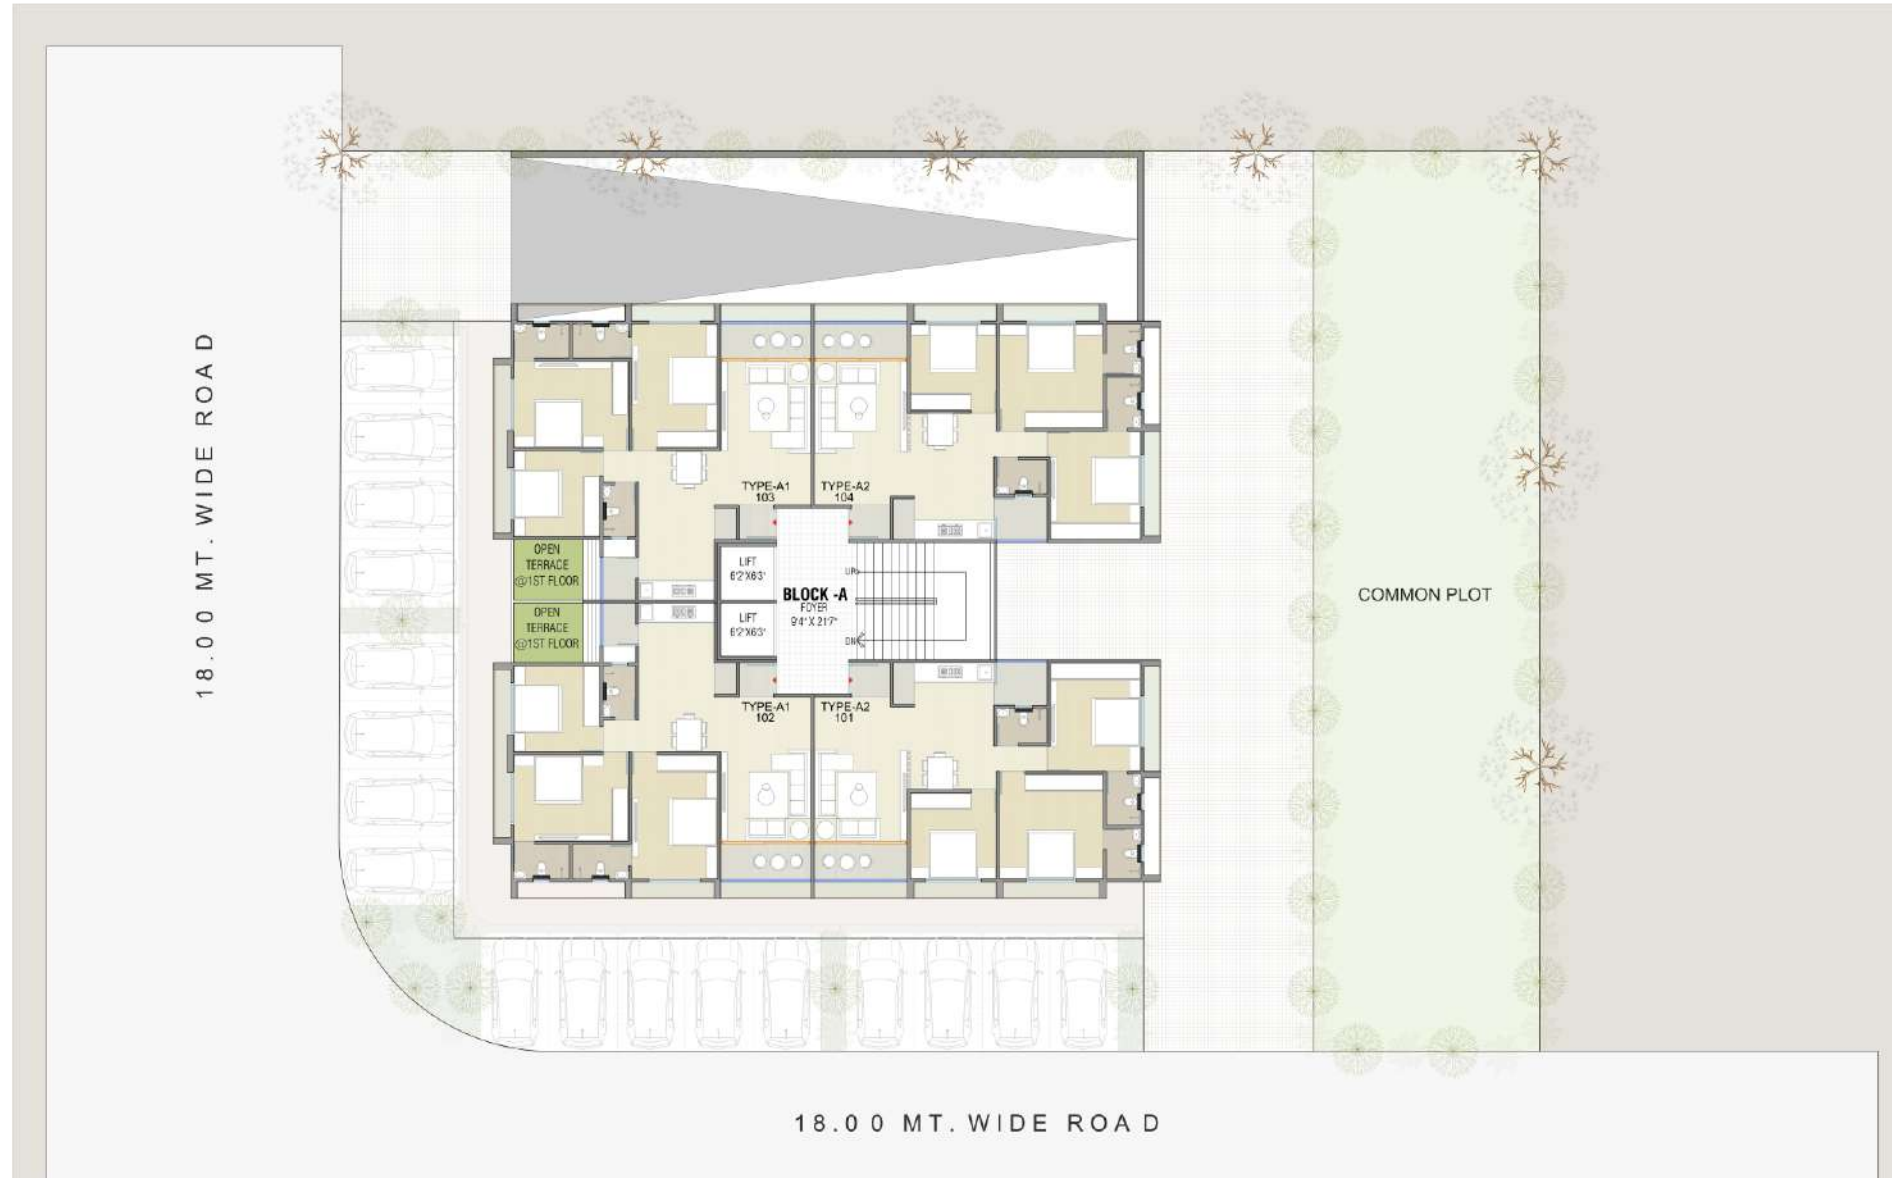 18.00 MT. WIDE ROAD
OPEN
TERRACE
@1ST FLOOR
OPEN
TERRACE
@1ST FLOOR
TYPE-A1
103
TYPE-A2
104
LIFT
6'2"X6'3"
LIFT
6'2"X6'3"
BLOCK -A
FOYER
9'4" X 21'7"
UP
DN
TYPE-A1
102
TYPE-A2
101
COMMON PLOT
18.00 MT. WIDE ROAD